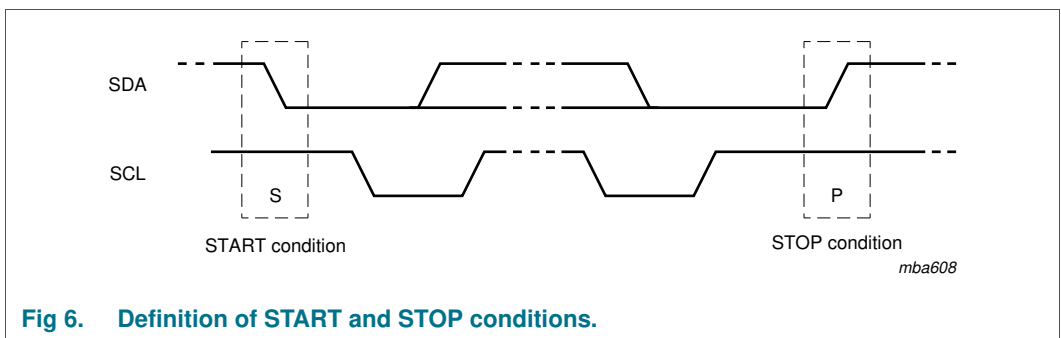 SDA
SCL
S
P
START condition
STOP condition
mba608
Fig 6. Definition of START and STOP conditions.